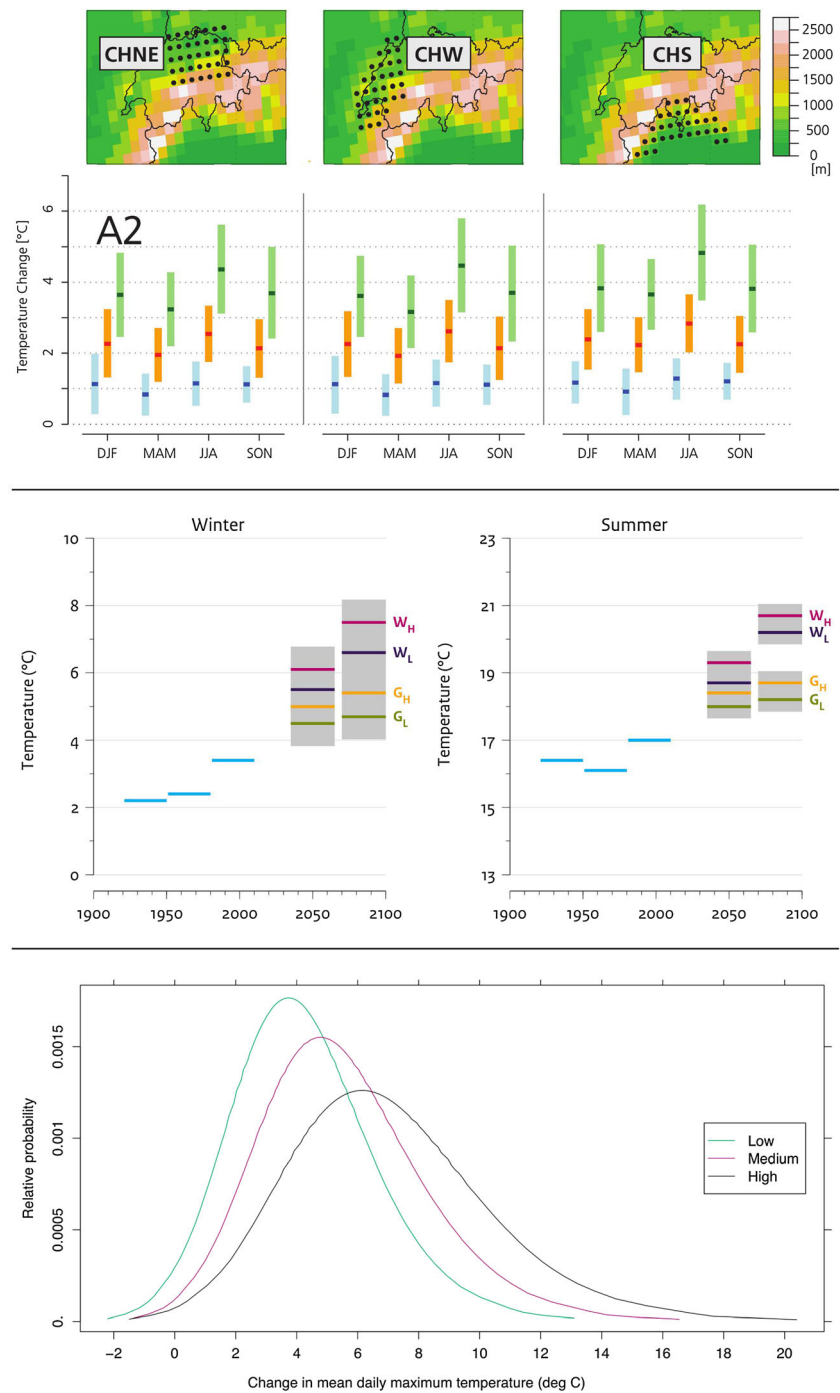 CHNE
CHW
CHS
2500
2000
1500
1000
500
0
[m]
Temperature Change [°C]
6
4
2
0
A2
DJF MAM JJA SON
DJF MAM JJA SON
DJF MAM JJA SON
Winter
Temperature (°C)
10
8
6
4
2
0
W_H
W_L
G_H
G_L
1900 1950 2000 2050 2100
Summer
Temperature (°C)
23
21
19
17
15
13
W_H
W_L
G_H
G_L
1900 1950 2000 2050 2100
Relative probability
0.0015
0.001
0.0005
0.
Low
Medium
High
−2 0 2 4 6 8 10 12 14 16 18 20
Change in mean daily maximum temperature (deg C)